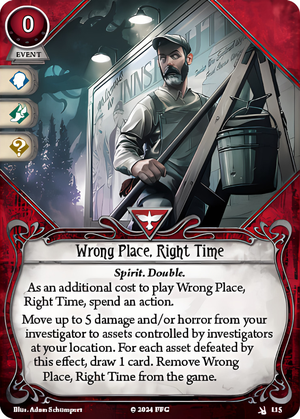 0
EVENT
NNSM
Wrong Place, Right Time
Spirit. Double.
As an additional cost to play Wrong Place,
Right Time, spend an action.
Move up to 5 damage and/or horror from your
investigator to assets controlled by investigators
at your location. For each asset defeated by
this effect, draw 1 card. Remove Wrong
Place, Right Time from the game.
Illus. Adam Schumpert
© 2024 FFG
115